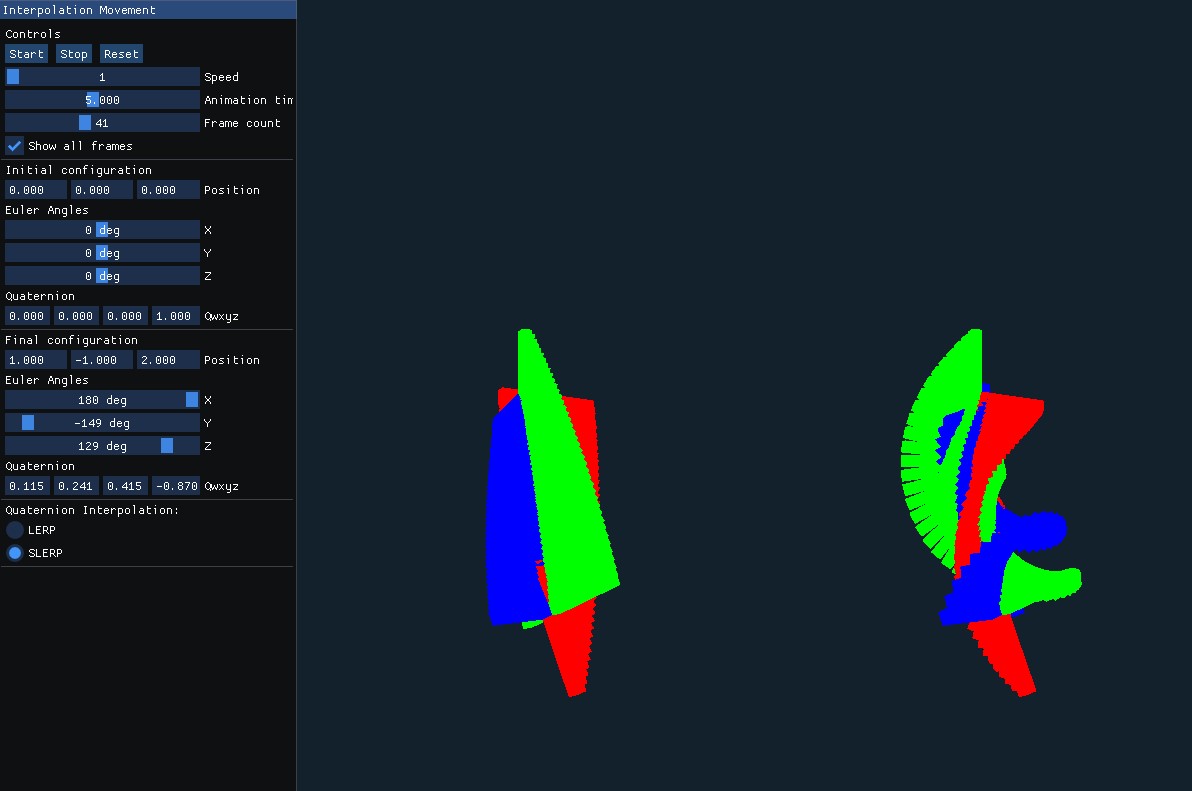 Interpolation Movement
Controls
Start Stop Reset
1 Speed
5.000 Animation tim
41 Frame count
Show all frames
Initial configuration
0.000 0.000 0.000 Position
Euler Angles
0 deg X
0 deg Y
0 deg Z
Quaternion
0.000 0.000 0.000 1.000 Qwxyz
Final configuration
1.000 -1.000 2.000 Position
Euler Angles
180 deg X
-149 deg Y
129 deg Z
Quaternion
0.115 0.241 0.415 -0.870 Qwxyz
Quaternion Interpolation:
LERP
SLERP